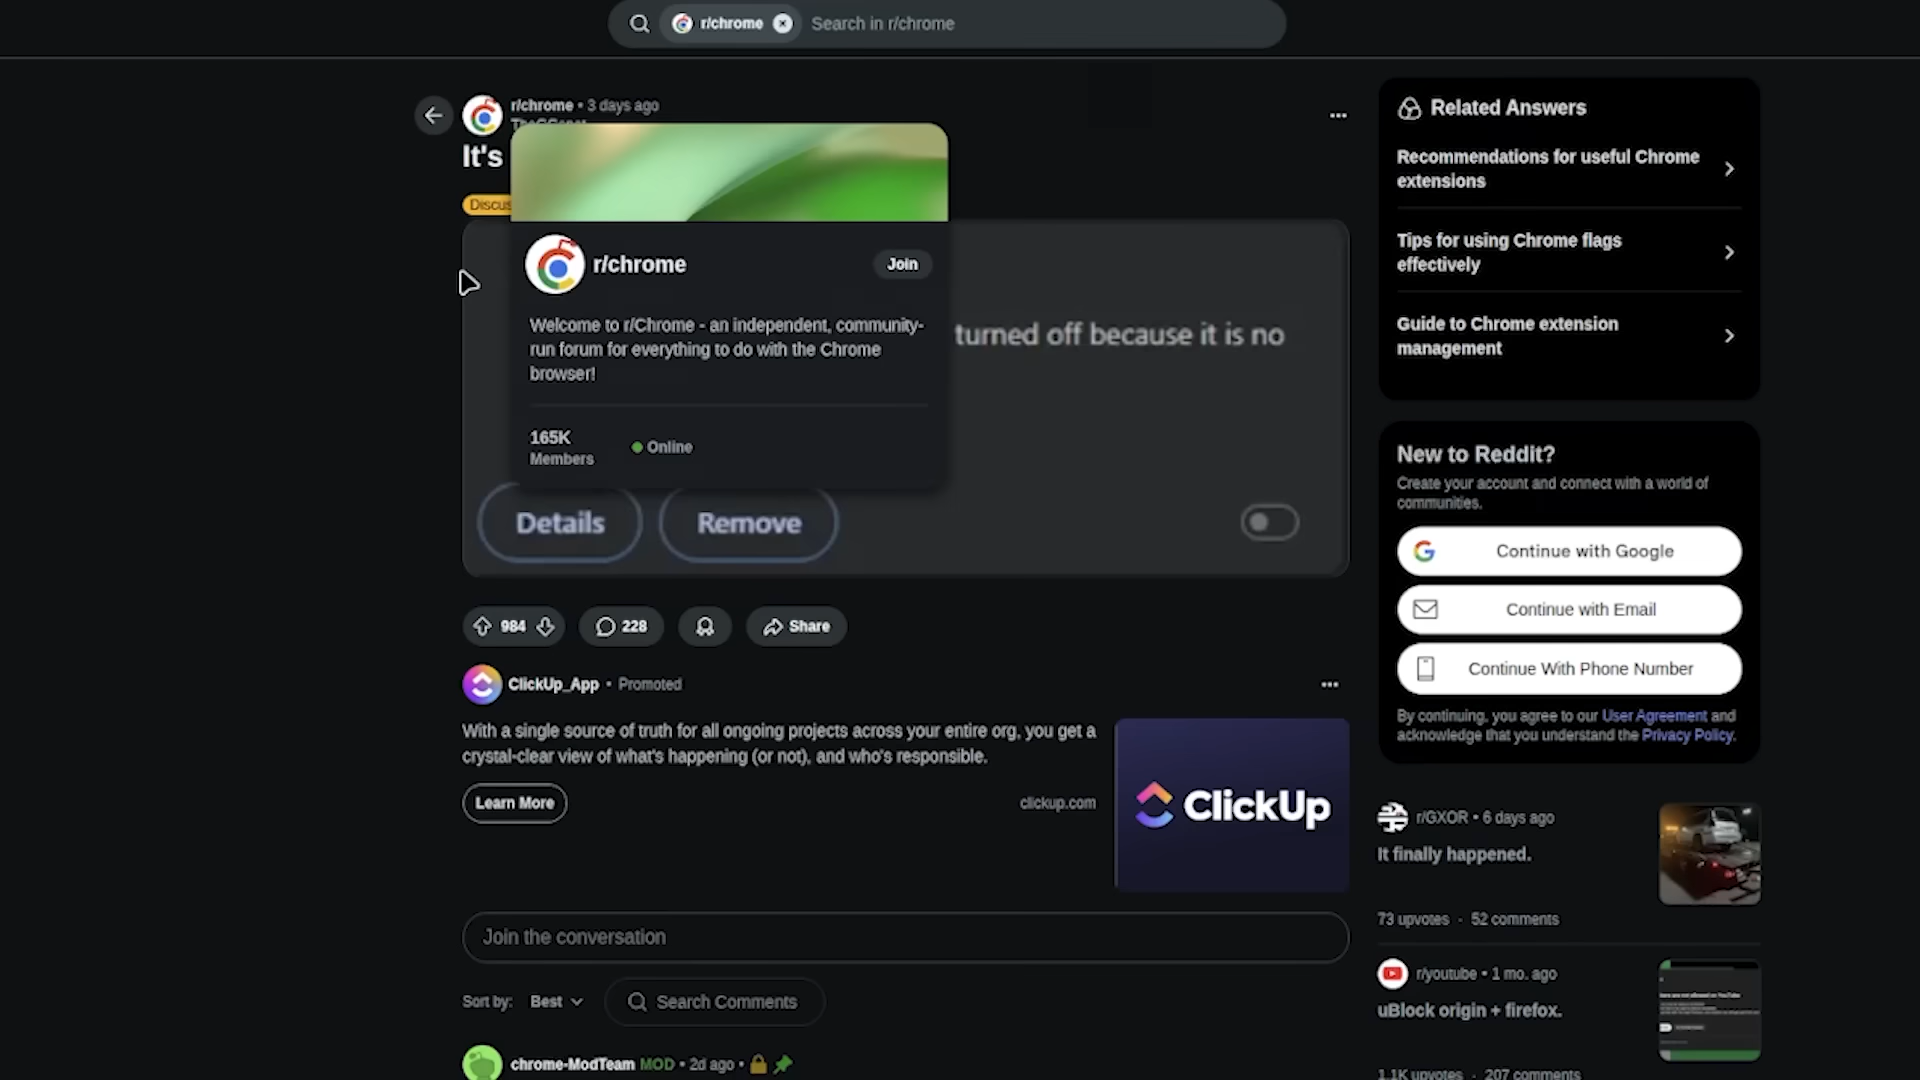 r/chrome
Search in r/chrome
r/chrome • 3 days ago
It's
Discus
r/chrome
Join
Welcome to r/Chrome - an independent, community-
run forum for everything to do with the Chrome
browser!
165K
Members
Online
turned off because it is no
Details
Remove
984
228
Share
ClickUp_App • Promoted
With a single source of truth for all ongoing projects across your entire org, you get a
crystal-clear view of what's happening (or not), and who's responsible.
Learn More
clickup.com
ClickUp
Join the conversation
Sort by: Best
Search Comments
chrome-ModTeam MOD • 2d ago •
Related Answers
Recommendations for useful Chrome
extensions
Tips for using Chrome flags
effectively
Guide to Chrome extension
management
New to Reddit?
Create your account and connect with a world of
communities.
Continue with Google
Continue with Email
Continue With Phone Number
By continuing, you agree to our User Agreement and
acknowledge that you understand the Privacy Policy.
r/GXOR • 6 days ago
It finally happened.
73 upvotes · 52 comments
r/youtube • 1 mo. ago
uBlock origin + firefox.
1.1K upvotes · 207 comments